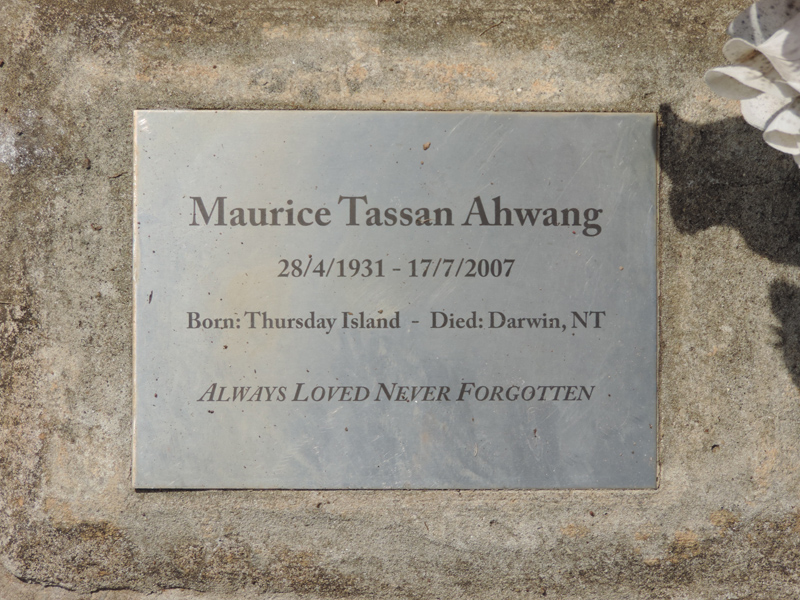 Maurice Tassan Ahwang
28/4/1931 - 17/7/2007
Born: Thursday Island - Died: Darwin, NT
ALWAYS LOVED NEVER FORGOTTEN